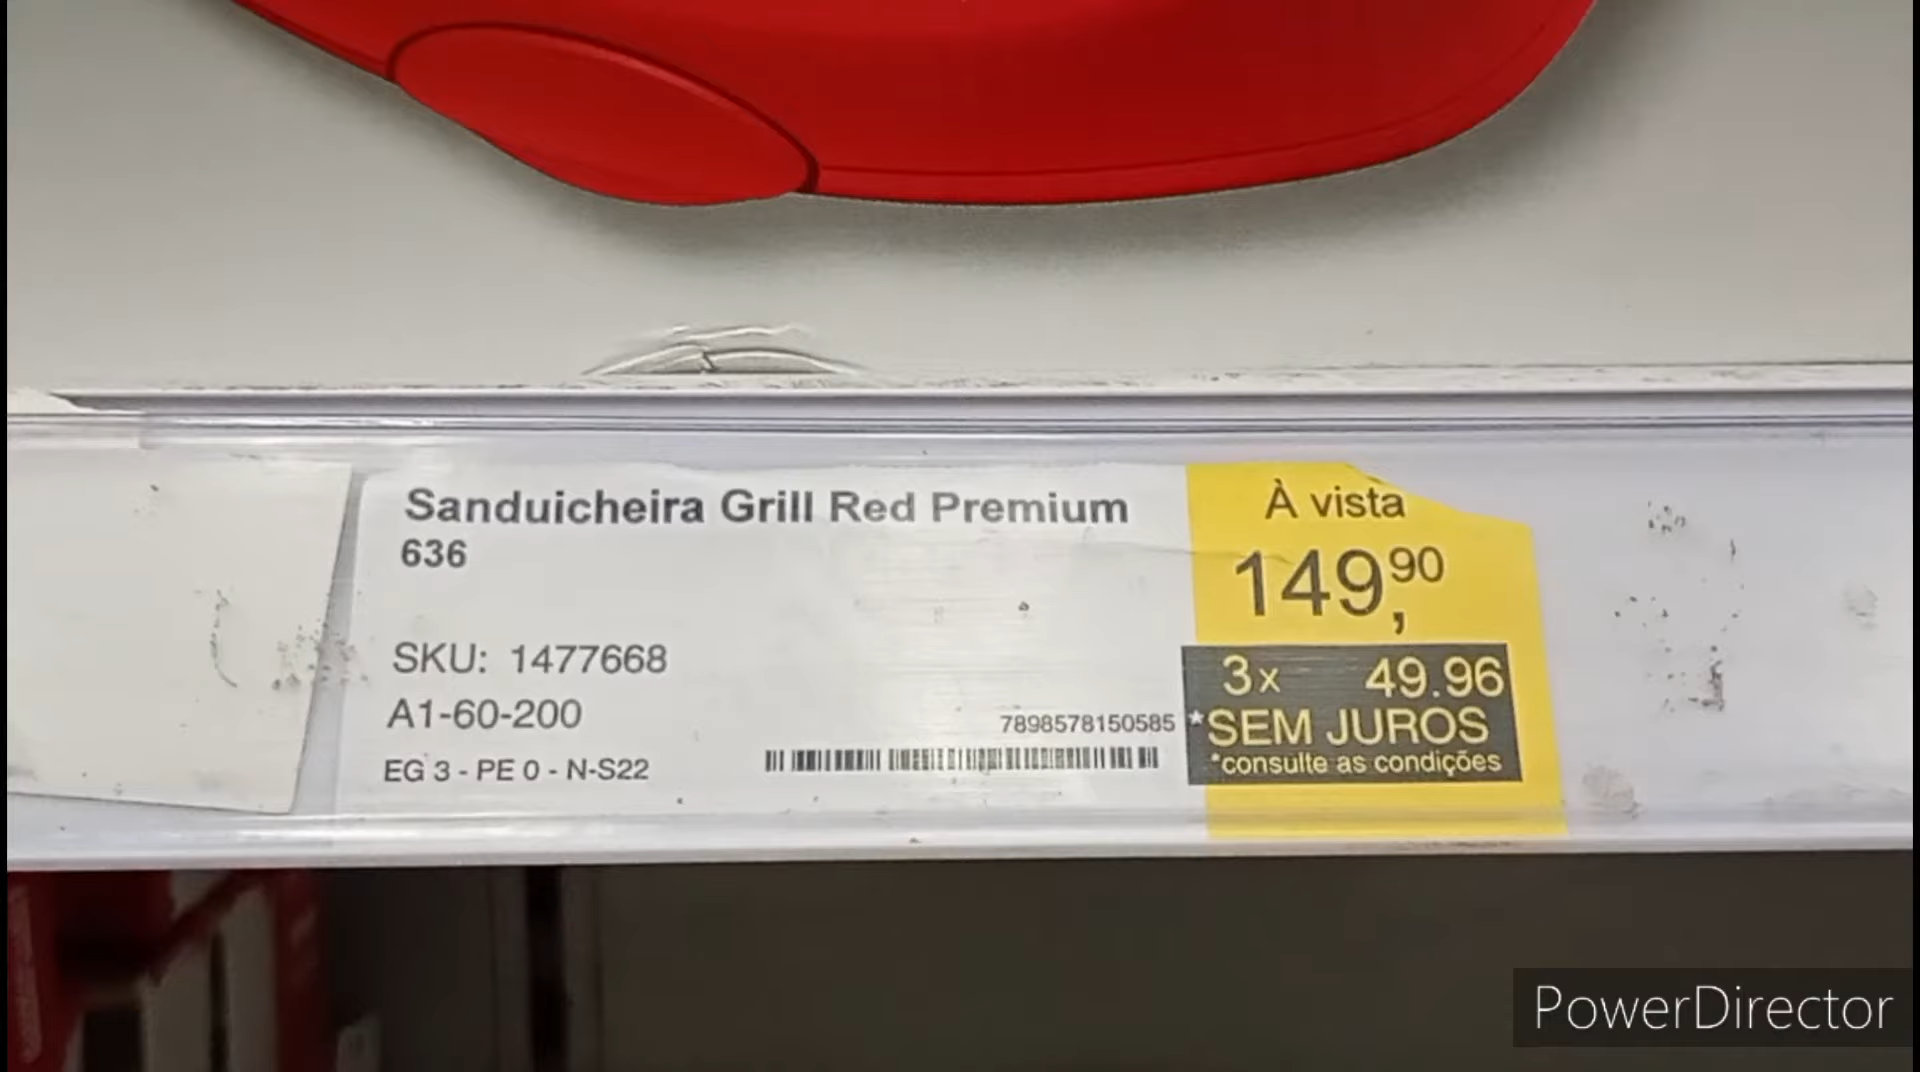 Sanduicheira Grill Red Premium
636
SKU: 1477668
A1-60-200
EG 3 - PE 0 - N-S22
7898578150585
À vista
149,90
3x 49.96
*SEM JUROS
*consulte as condições
PowerDirector